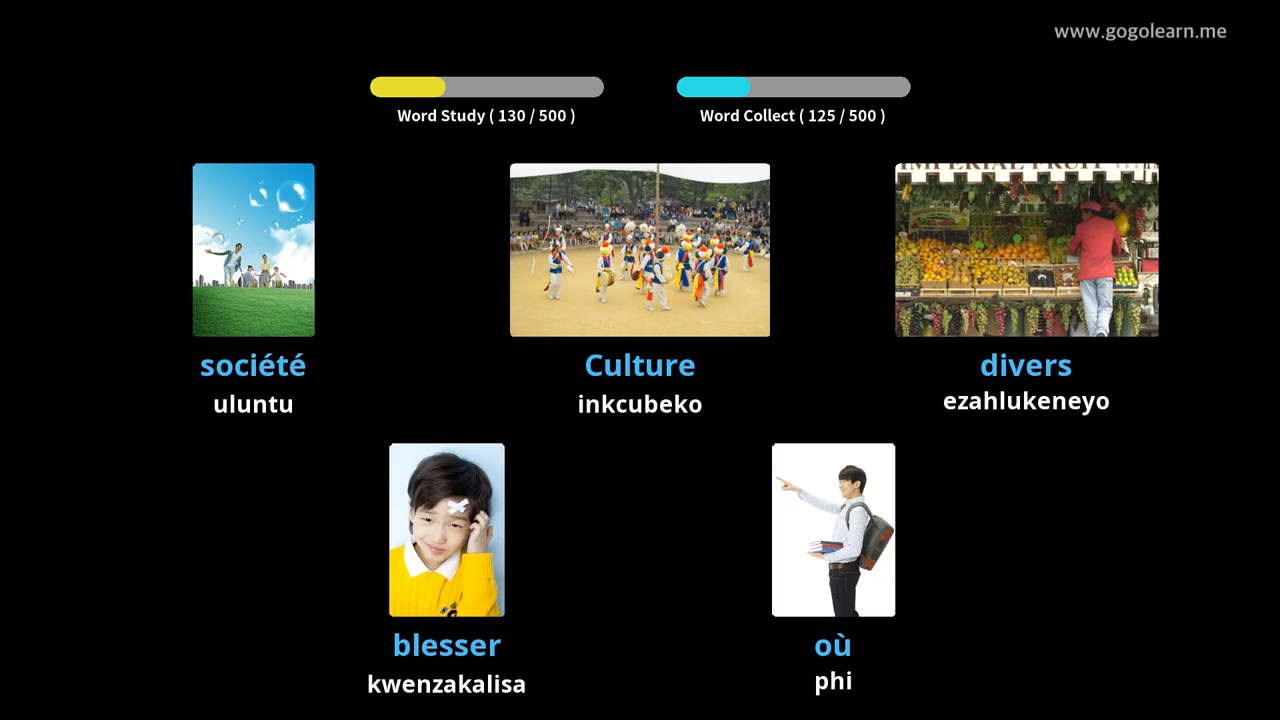 www.gogolearn.me
Word Study ( 130 / 500 )
Word Collect ( 125 / 500 )
société
uluntu
Culture
inkcubeko
divers
ezahlukeneyo
blesser
kwenzakalisa
où
phi